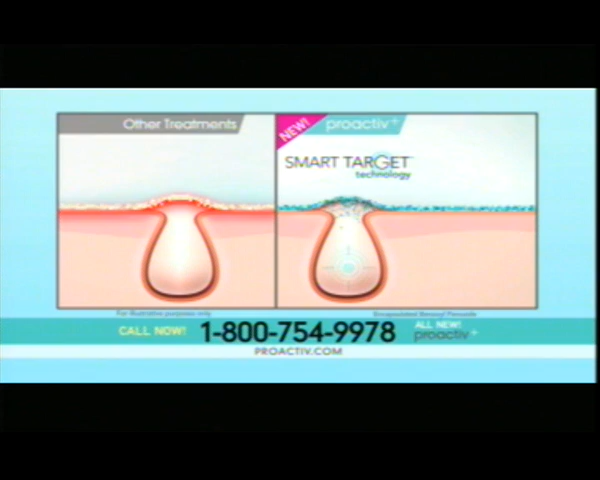 Other Treatments
NEW! proactiv+
SMART TARGET
technology
For illustrative purposes only.
Encapsulated Benzoyl Peroxide
CALL NOW! 1-800-754-9978 ALL NEW!
proactiv+
PROACTIV.COM